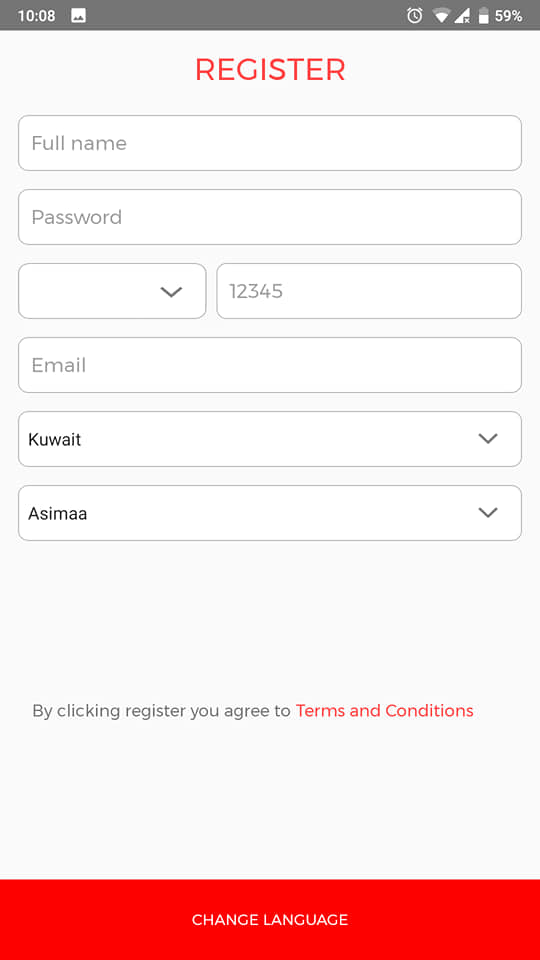 10:08
59%
REGISTER
Full name
Password
12345
Email
Kuwait
Asimaa
By clicking register you agree to Terms and Conditions
CHANGE LANGUAGE